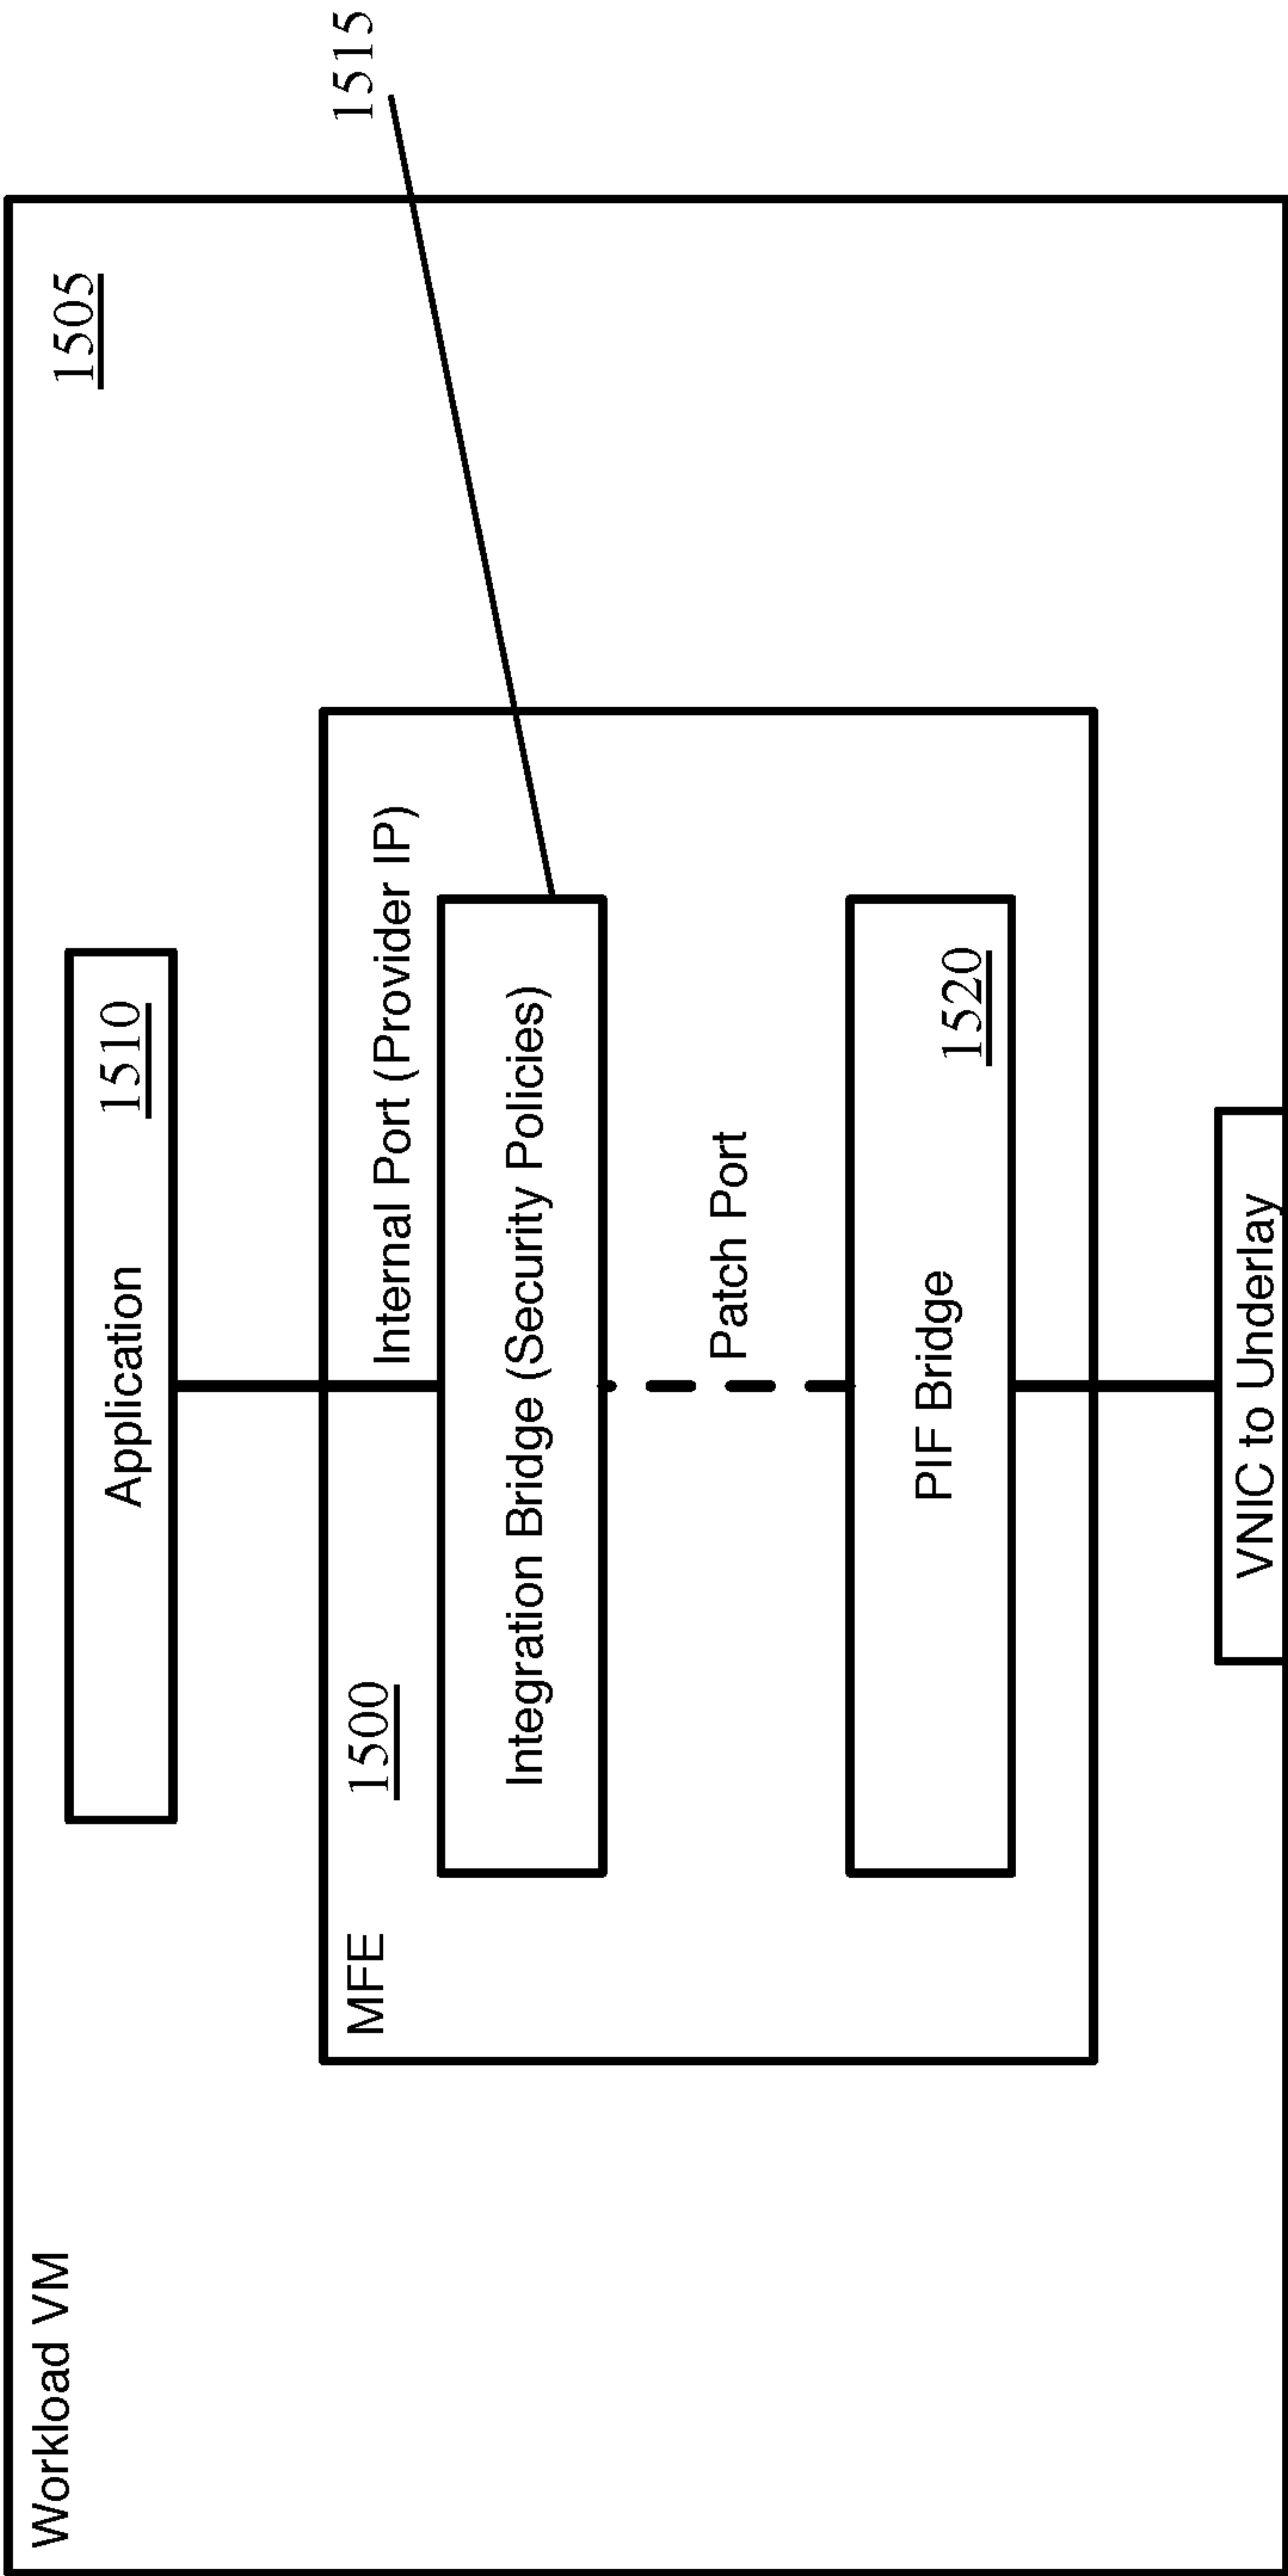 Workload VM
1505
1515
Application
1510
MFE
1500
Internal Port (Provider IP)
Integration Bridge (Security Policies)
Patch Port
PIF Bridge
1520
VNIC to Underlay